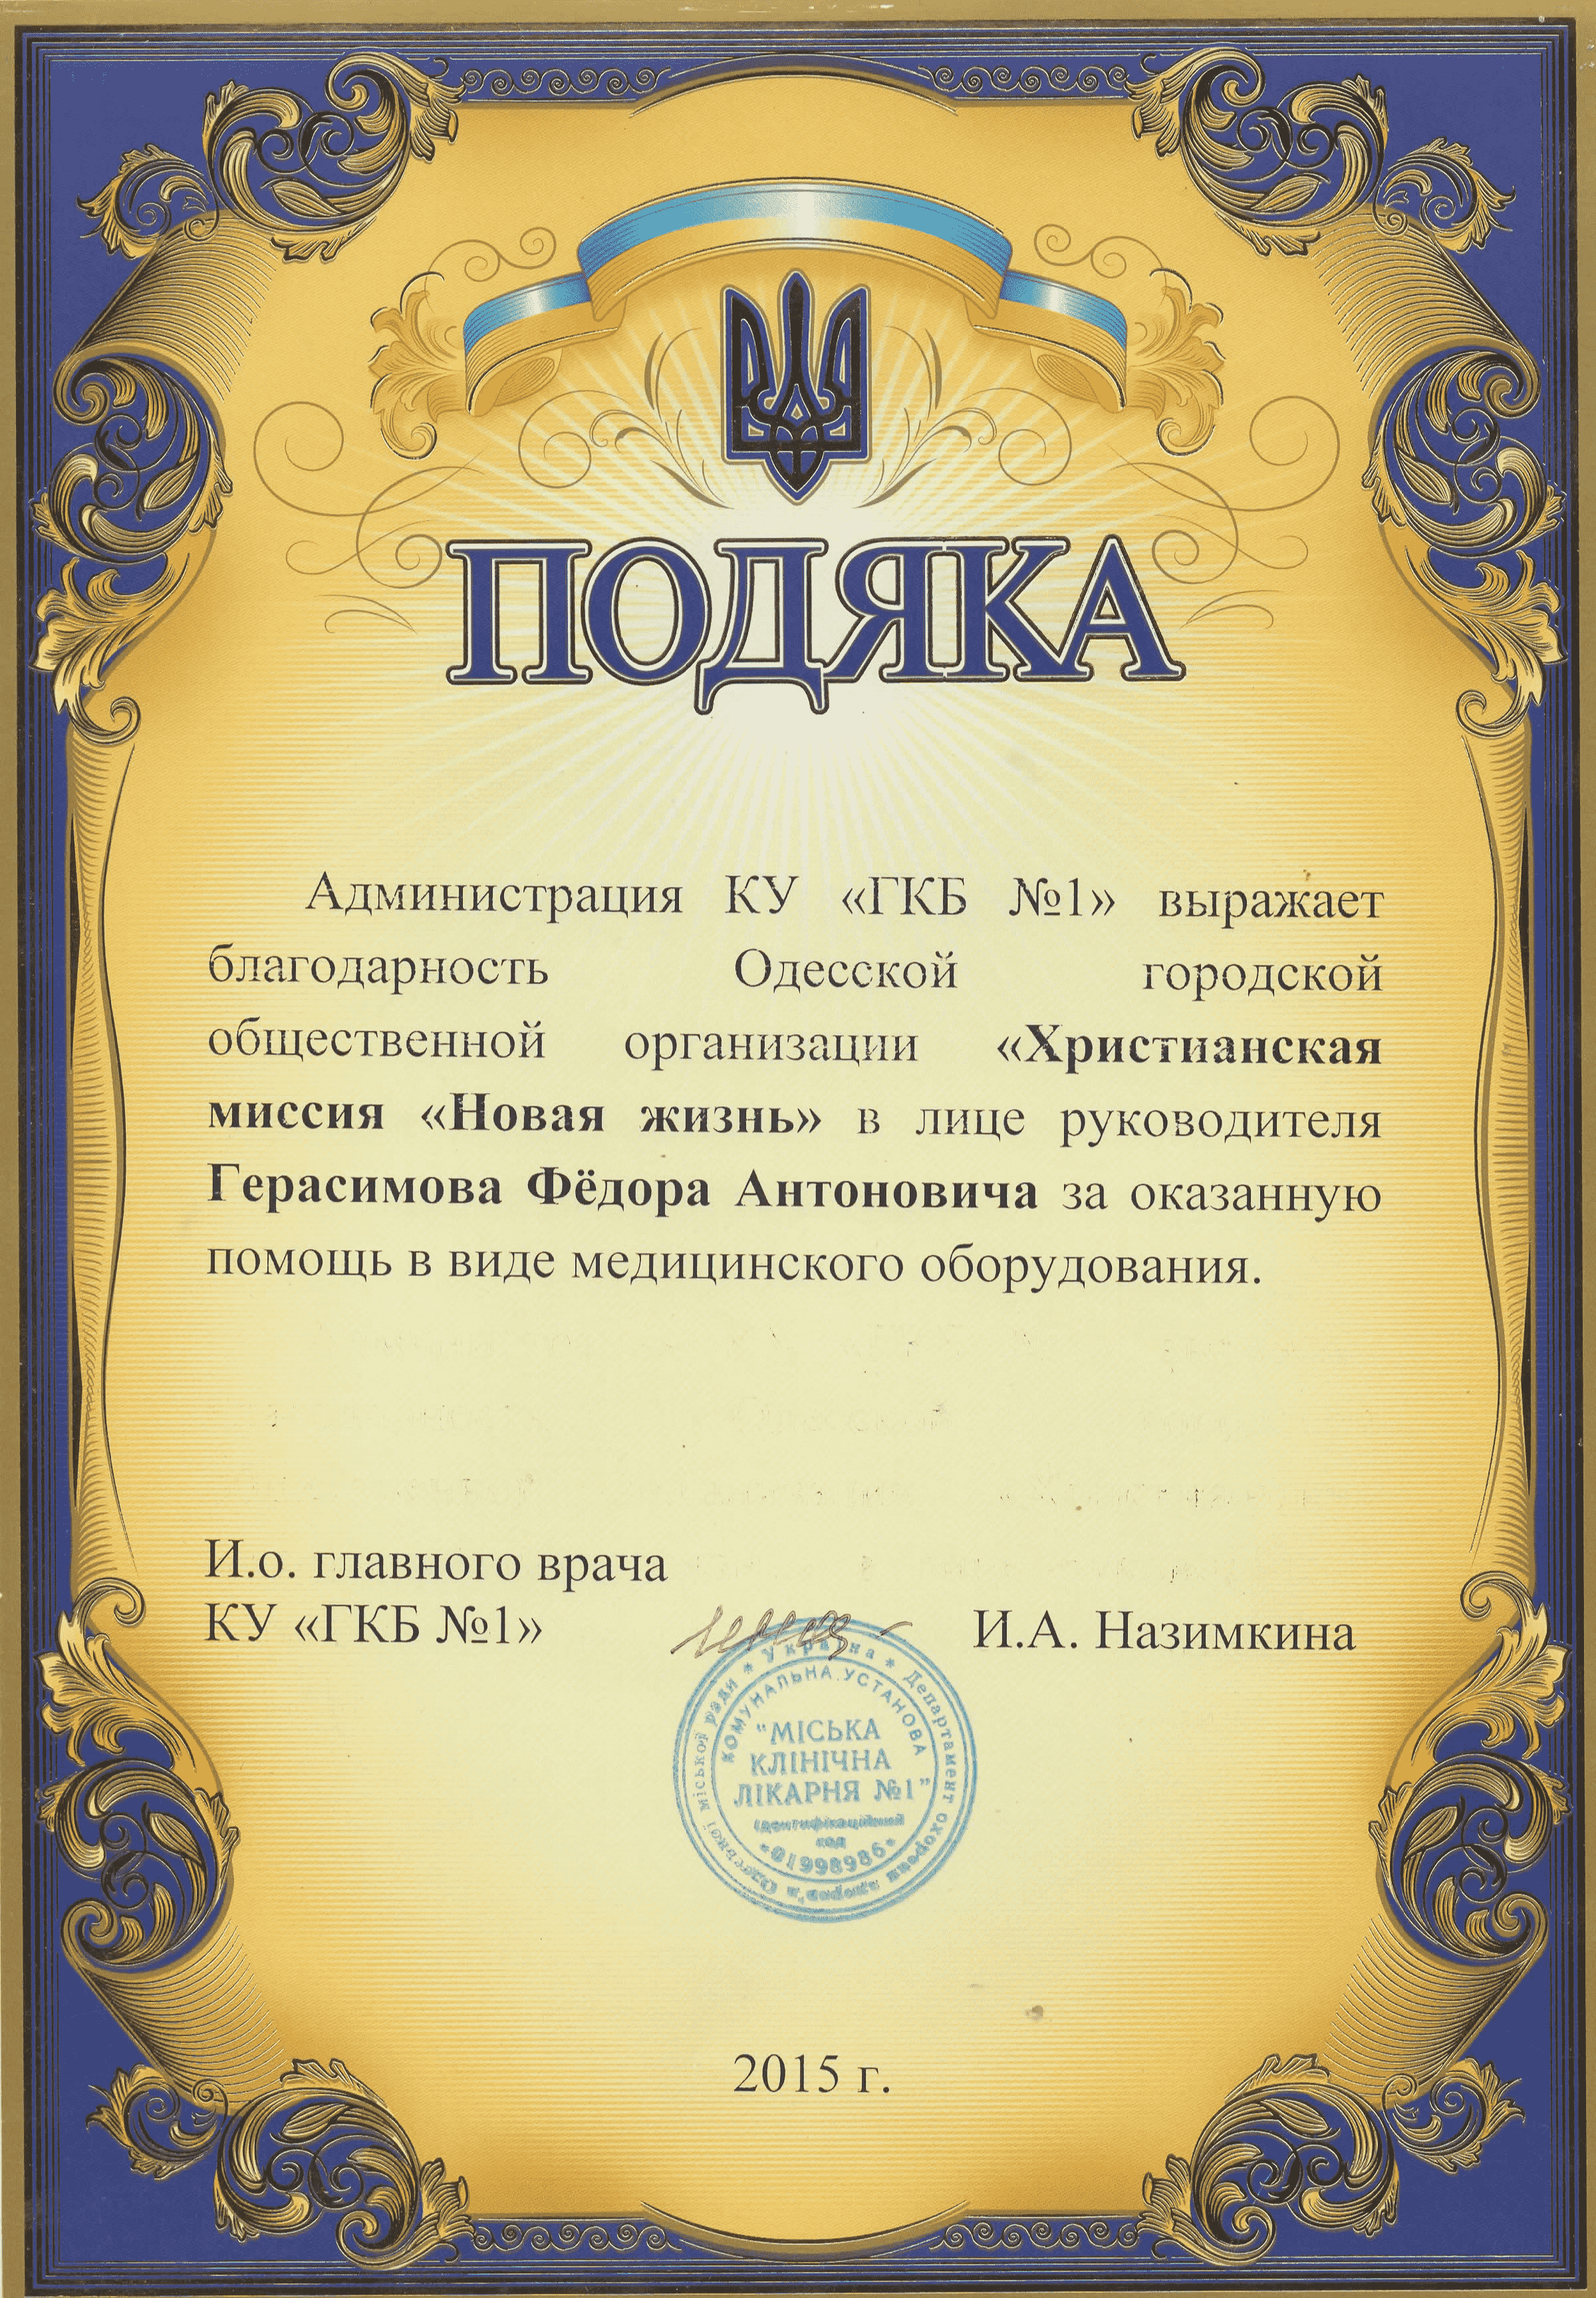 ПОДЯКА
Администрация КУ «ГКБ №1» выражает
благодарность Одесской городской
общественной организации «Христианская
миссия «Новая жизнь» в лице руководителя
Герасимова Фёдора Антоновича за оказанную
помощь в виде медицинского оборудования.
И.о. главного врача
КУ «ГКБ №1»
И.А. Назимкина
* Україна * Департамент охорони здоров'я Одеської міської ради
КОМУНАЛЬНА УСТАНОВА
"МІСЬКА
КЛІНІЧНА
ЛІКАРНЯ №1"
Ідентифікаційний
код
*01998986*
2015 г.